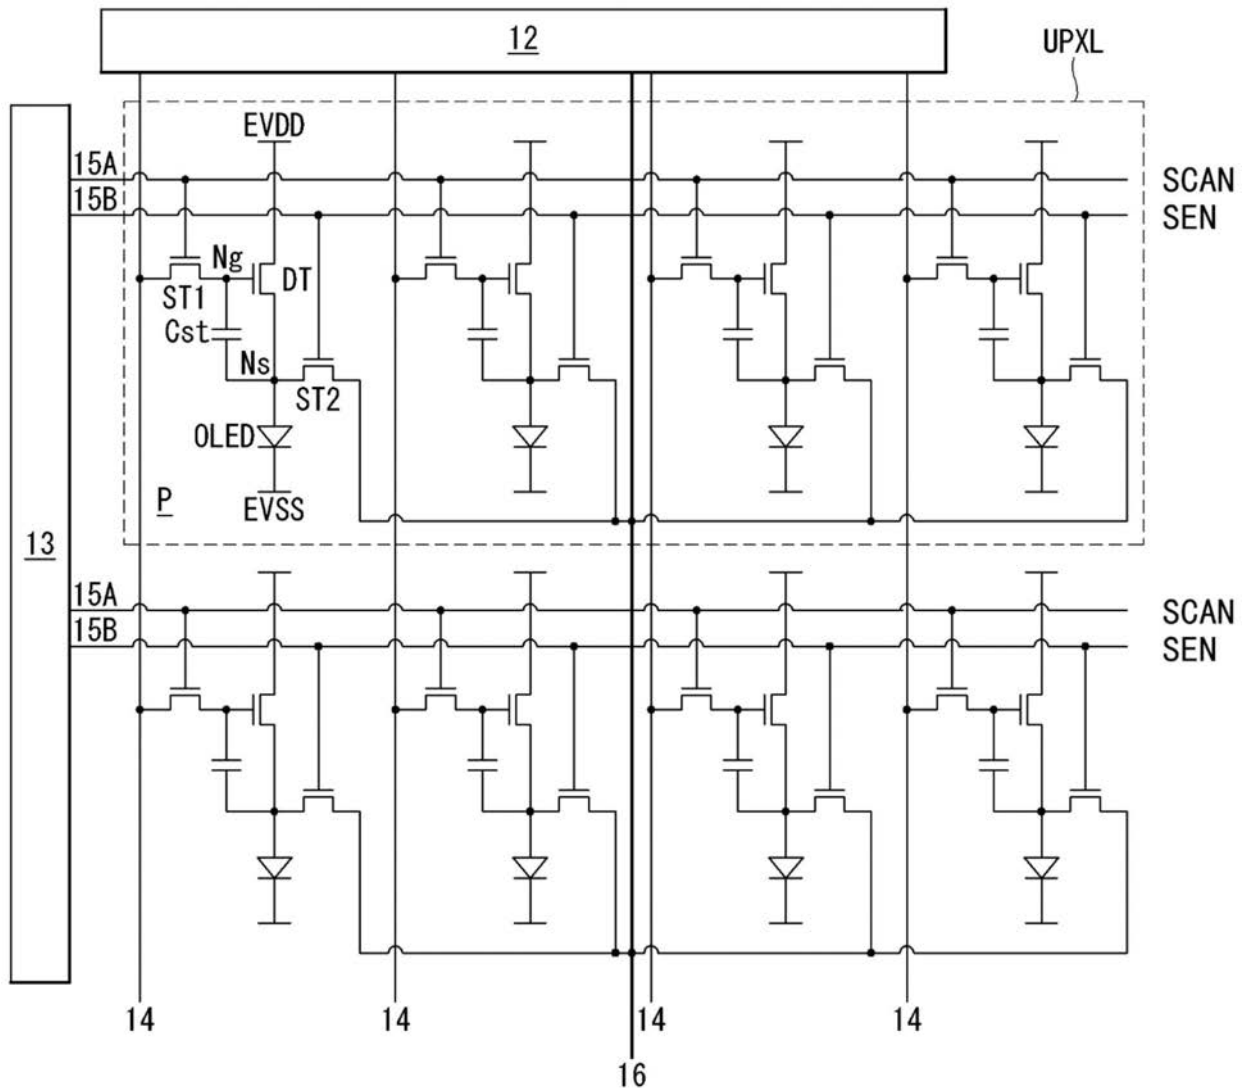 12
UPXL
EVDD
15A
SCAN
15B
SEN
Ng
DT
ST1
Cst
Ns
ST2
OLED
P
EVSS
13
15A
SCAN
15B
SEN
14 14 14 14
16